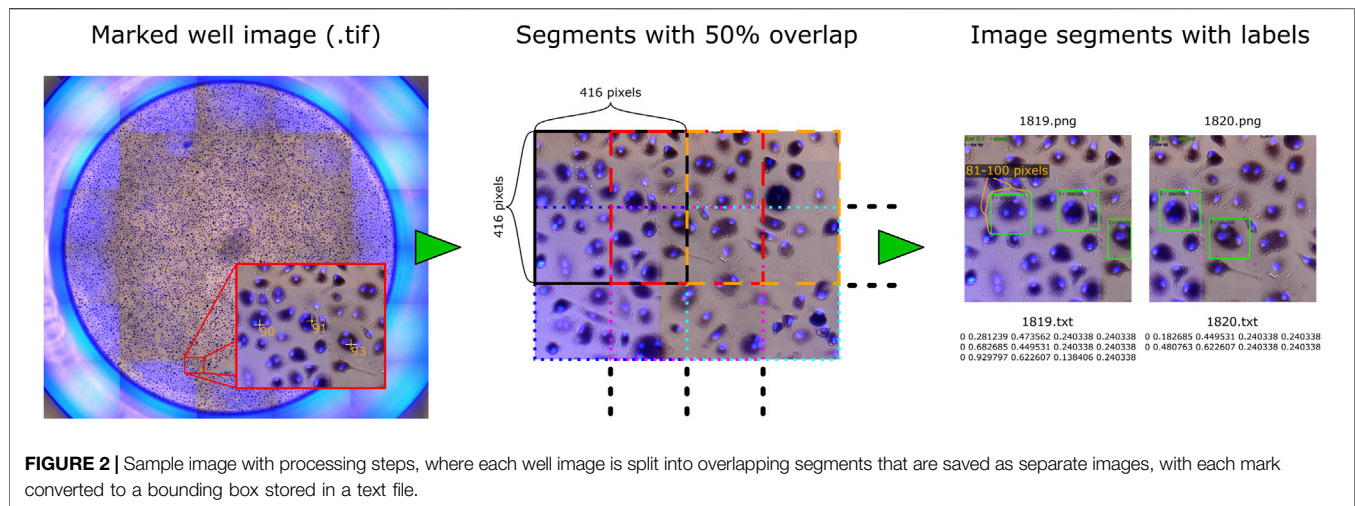 Marked well image (.tif)
Segments with 50% overlap
Image segments with labels
416 pixels
416 pixels
90
91
93
1819.png
1820.png
81-100 pixels
1819.txt
0 0.281239 0.473562 0.240338 0.240338
0 0.682685 0.449531 0.240338 0.240338
0 0.929797 0.622607 0.138406 0.240338
1820.txt
0 0.182685 0.449531 0.240338 0.240338
0 0.480763 0.622607 0.240338 0.240338
FIGURE 2 | Sample image with processing steps, where each well image is split into overlapping segments that are saved as separate images, with each mark
converted to a bounding box stored in a text file.